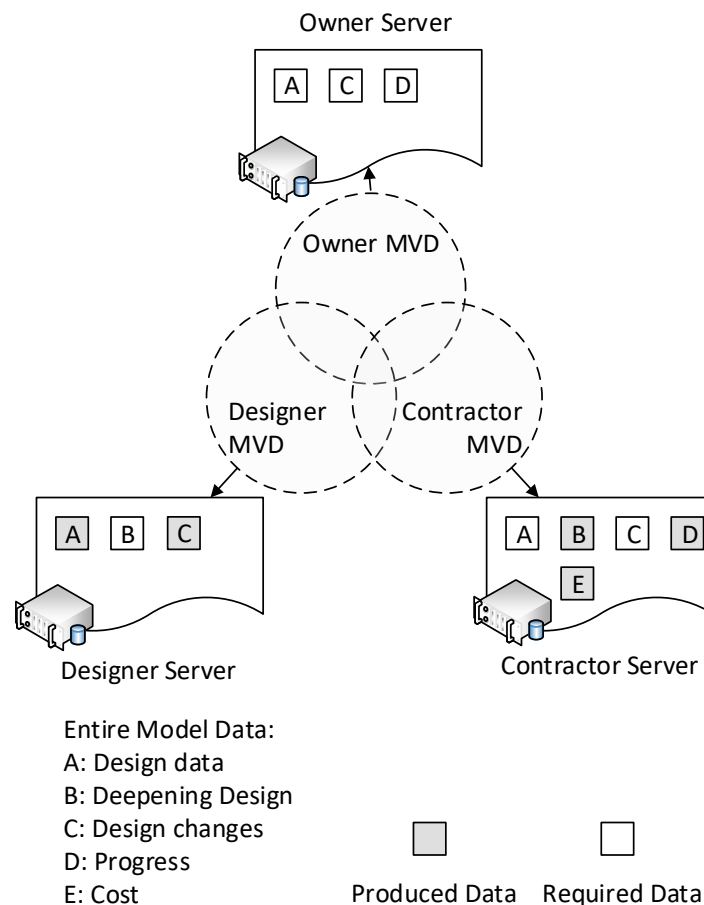 Owner Server
A C D
Owner MVD
Designer
MVD
Contractor
MVD
A B C
A B C D
E
Designer Server
Contractor Server
Entire Model Data:
A: Design data
B: Deepening Design
C: Design changes
D: Progress
E: Cost
Produced Data
Required Data